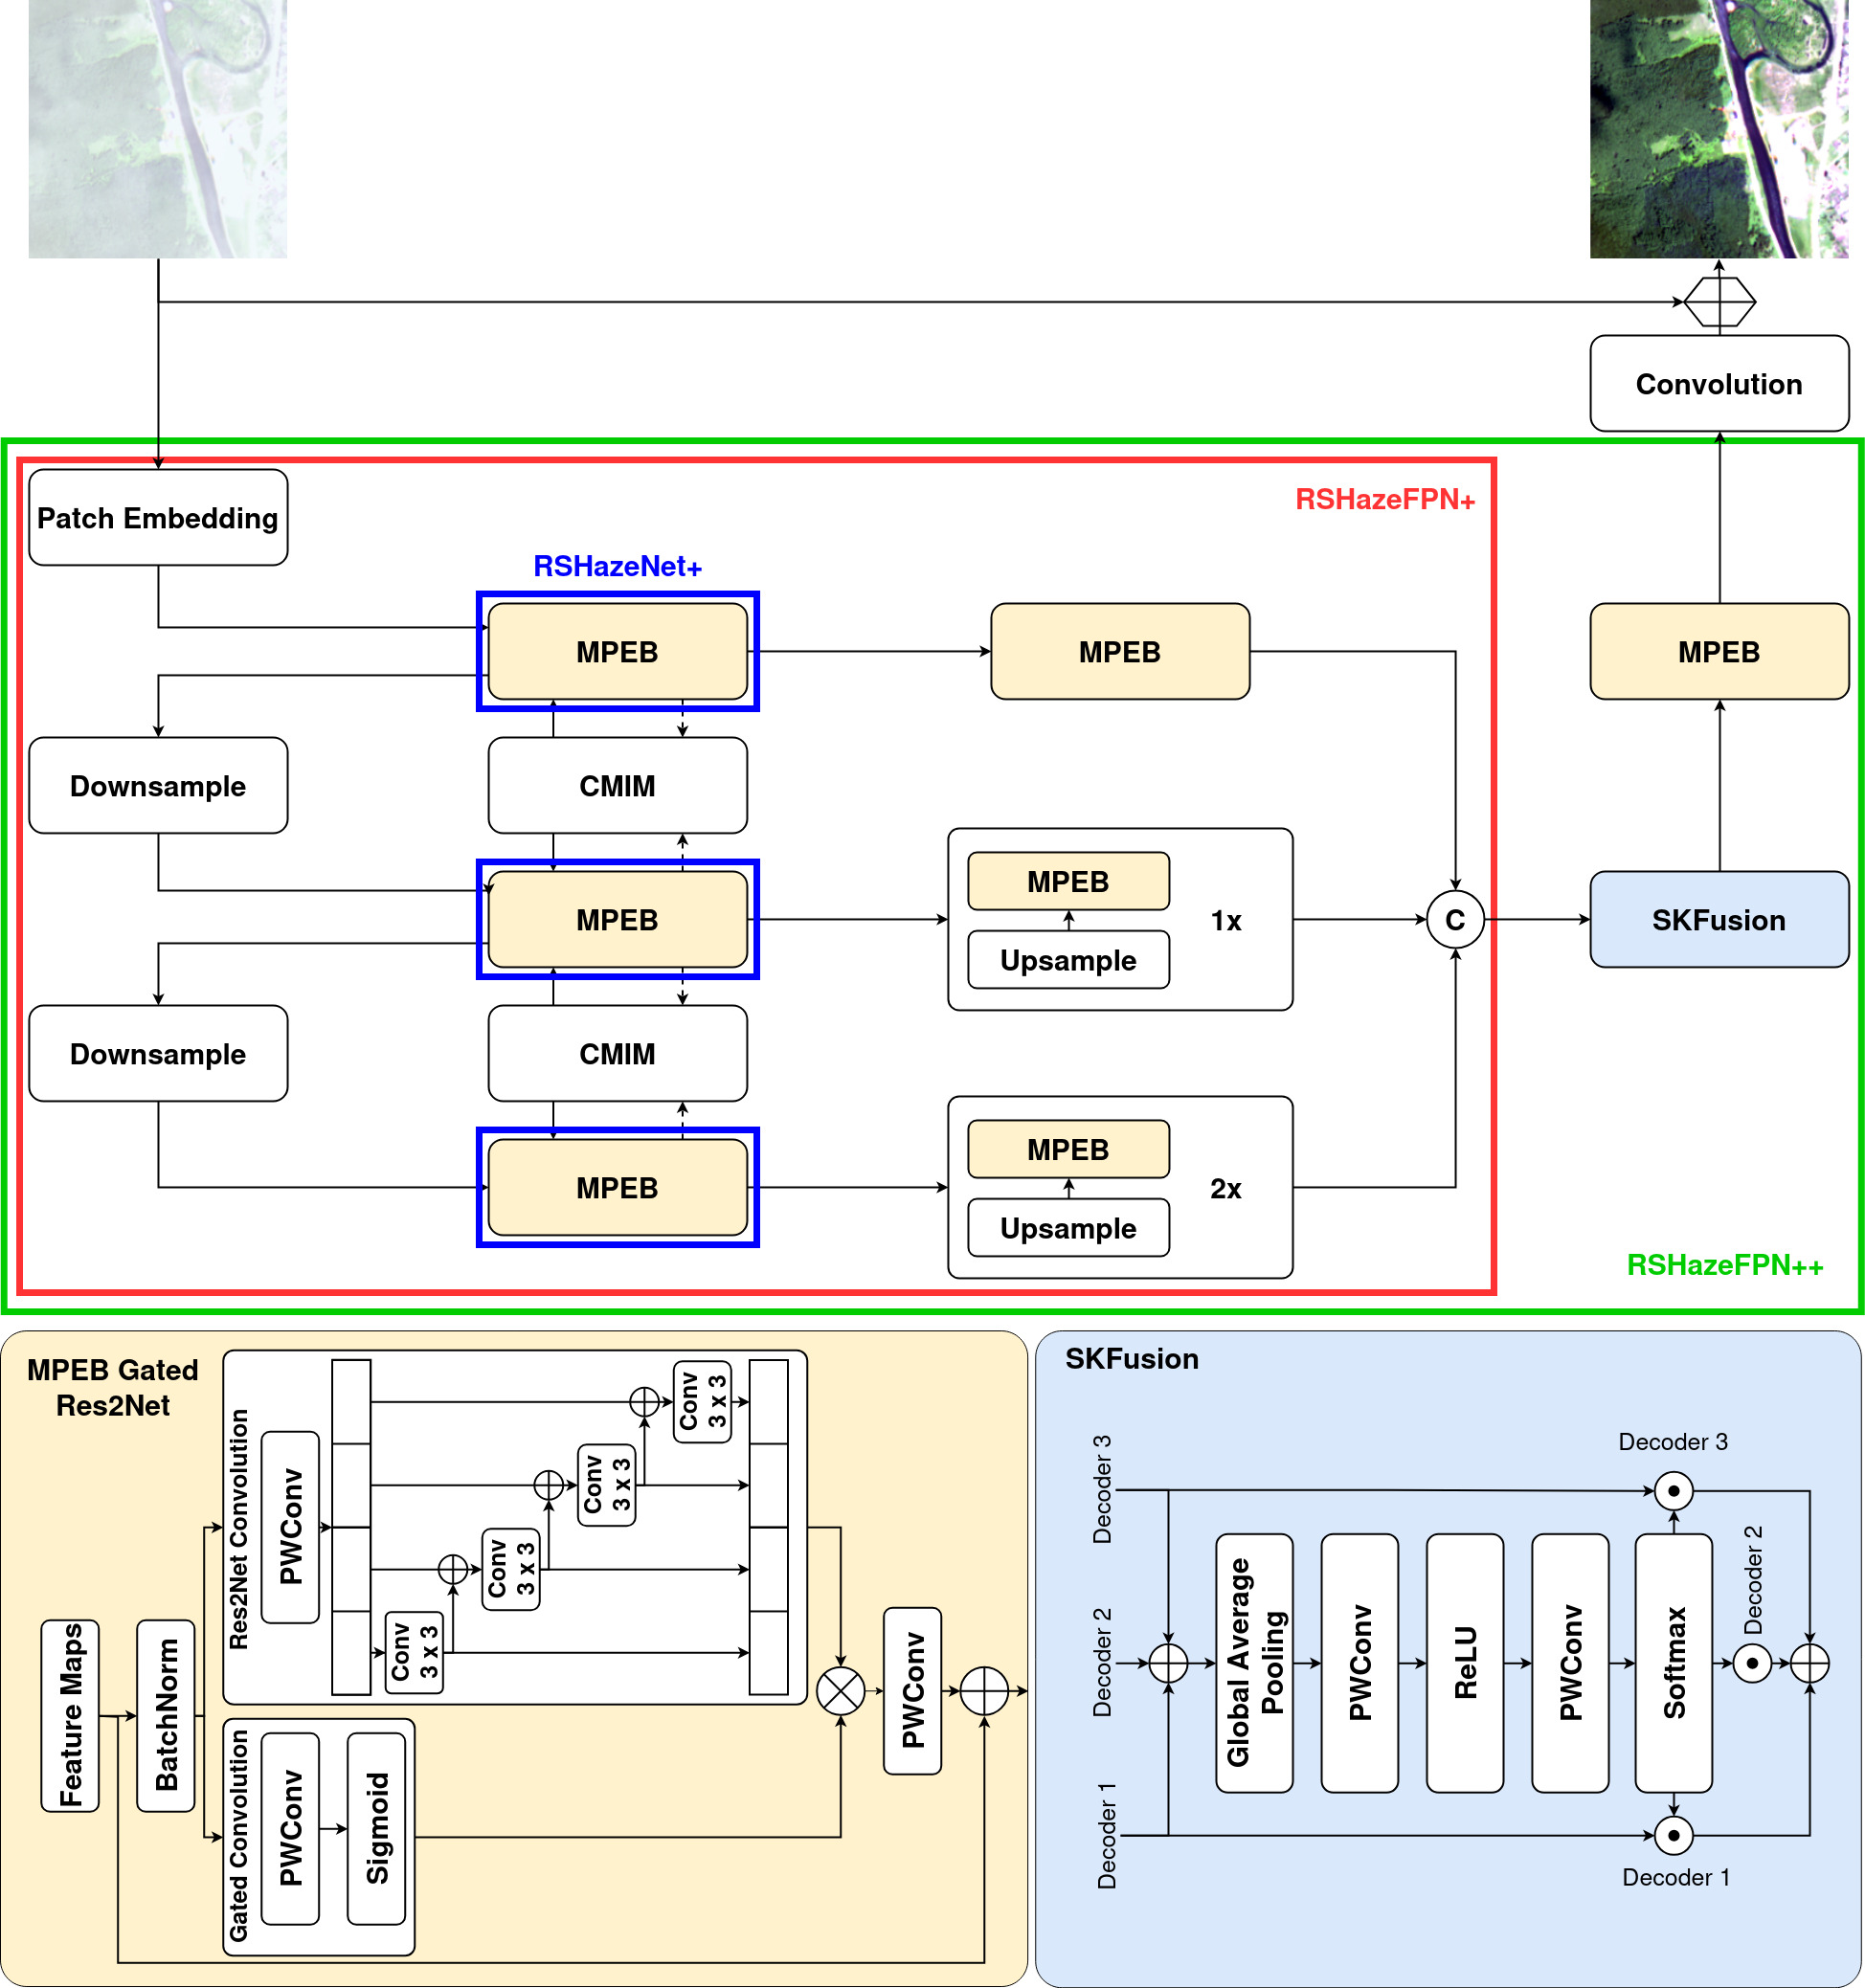 Convolution
RSHazeFPN+
Patch Embedding
RSHazeNet+
MPEB
MPEB
MPEB
Downsample
CMIM
MPEB
Upsample
1x
MPEB
C
SKFusion
Downsample
CMIM
MPEB
Upsample
2x
MPEB
RSHazeFPN++
MPEB Gated
Res2Net
Feature Maps
BatchNorm
Res2Net Convolution
PWConv
Conv
3 x 3
Conv
3 x 3
Conv
3 x 3
Conv
3 x 3
Gated Convolution
PWConv
Sigmoid
PWConv
SKFusion
Decoder 3
Decoder 2
Decoder 1
Global Average
Pooling
PWConv
ReLU
PWConv
Softmax
Decoder 3
Decoder 2
Decoder 1